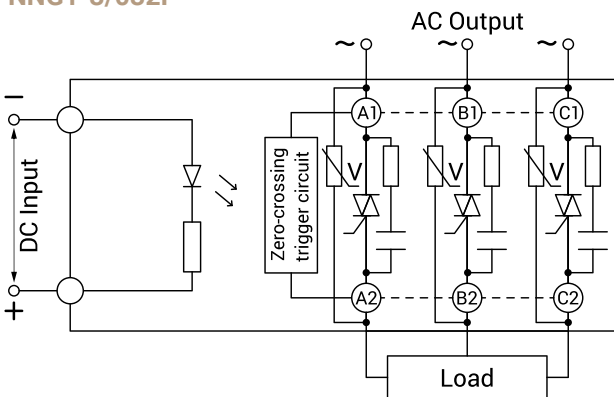 AC Output
~ ~ ~
−
A1 B1 C1
DC Input
Zero-crossing
trigger circuit
V V V
+
A2 B2 C2
Load